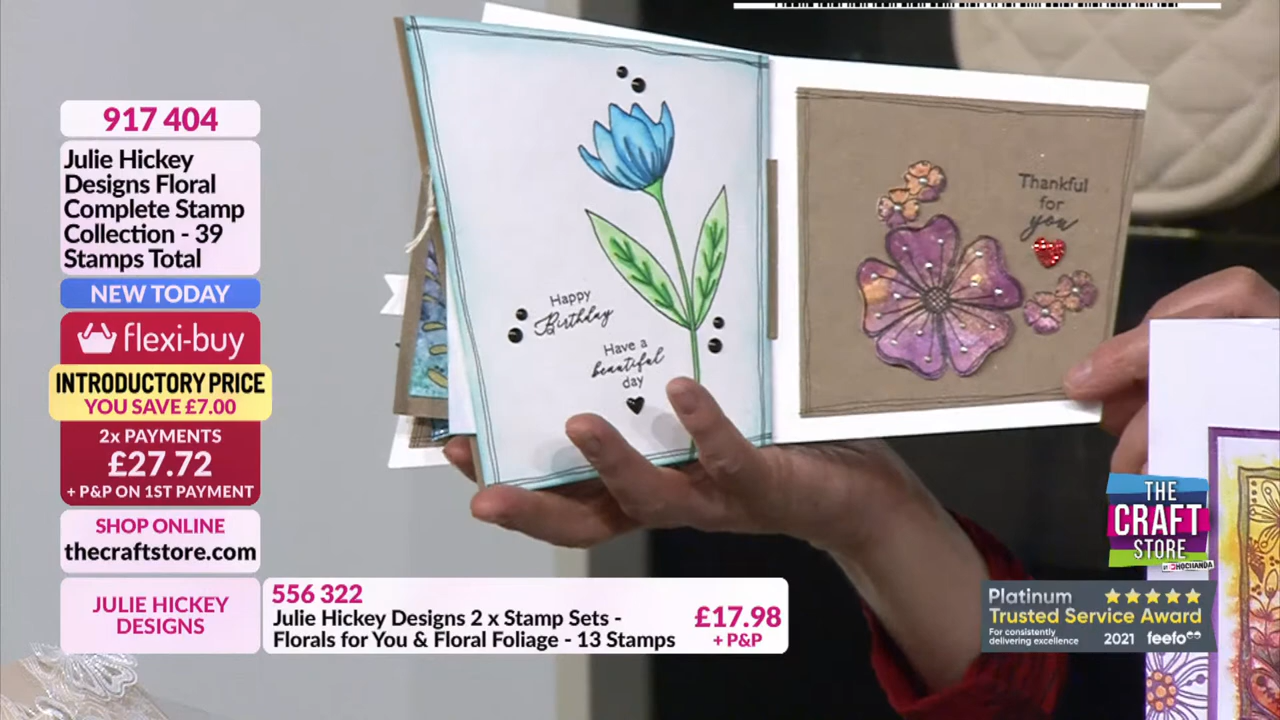 917 404
Julie Hickey
Designs Floral
Complete Stamp
Collection - 39
Stamps Total
NEW TODAY
flexi-buy
INTRODUCTORY PRICE
YOU SAVE £7.00
2x PAYMENTS
£27.72
+ P&P ON 1ST PAYMENT
SHOP ONLINE
thecraftstore.com
JULIE HICKEY
DESIGNS
556 322
Julie Hickey Designs 2 x Stamp Sets -
Florals for You & Floral Foliage - 13 Stamps
£17.98
+ P&P
Happy
Birthday
Have a
beautiful
day
Thankful
for
you
THE
CRAFT
STORE
BY HOCHANDA
Platinum
Trusted Service Award
For consistently
delivering excellence
2021 feefo